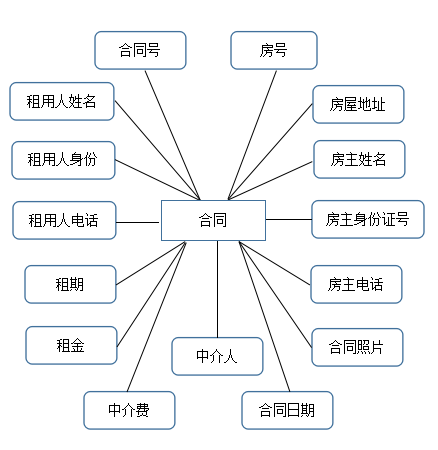 合同号
房号
租用人姓名
房屋地址
租用人身份
房主姓名
租用人电话
合同
房主身份证号
租期
房主电话
租金
中介人
合同照片
中介费
合同日期